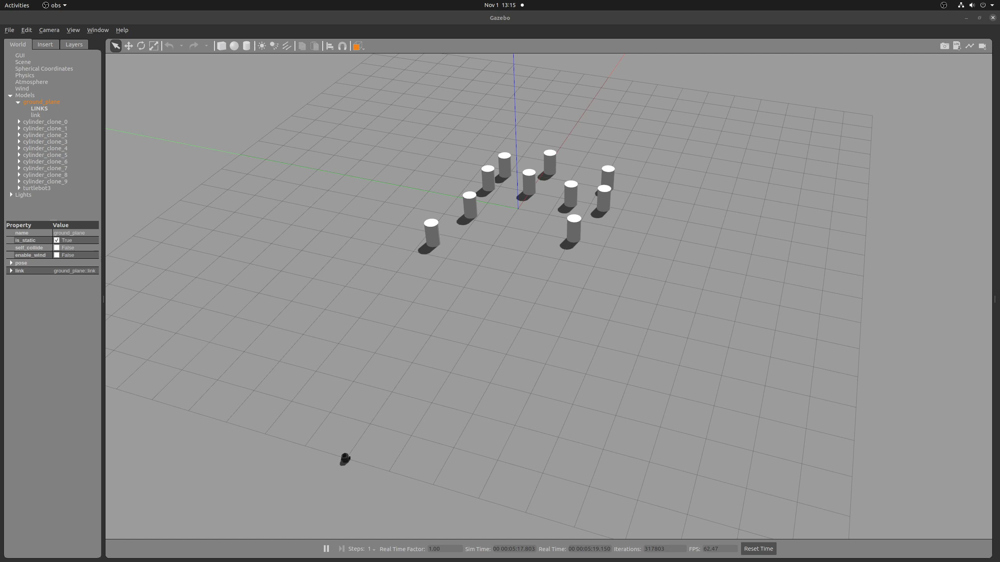 Activities obs Nov 1 13:15
Gazebo
File Edit Camera View Window Help
World Insert Layers
GUI
Scene
Spherical Coordinates
Physics
Atmosphere
Wind
Models
ground_plane
LINKS
link
cylinder_clone_0
cylinder_clone_1
cylinder_clone_2
cylinder_clone_3
cylinder_clone_4
cylinder_clone_5
cylinder_clone_6
cylinder_clone_7
cylinder_clone_8
cylinder_clone_9
turtlebot3
Lights
Property Value
name ground_plane
is_static True
self_collide False
enable_wind False
pose
link ground_plane::link
LOG
Steps: 1 Real Time Factor: 1.00 Sim Time: 00 00:05:17.803 Real Time: 00 00:05:19.150 Iterations: 317803 FPS: 62.47 Reset Time